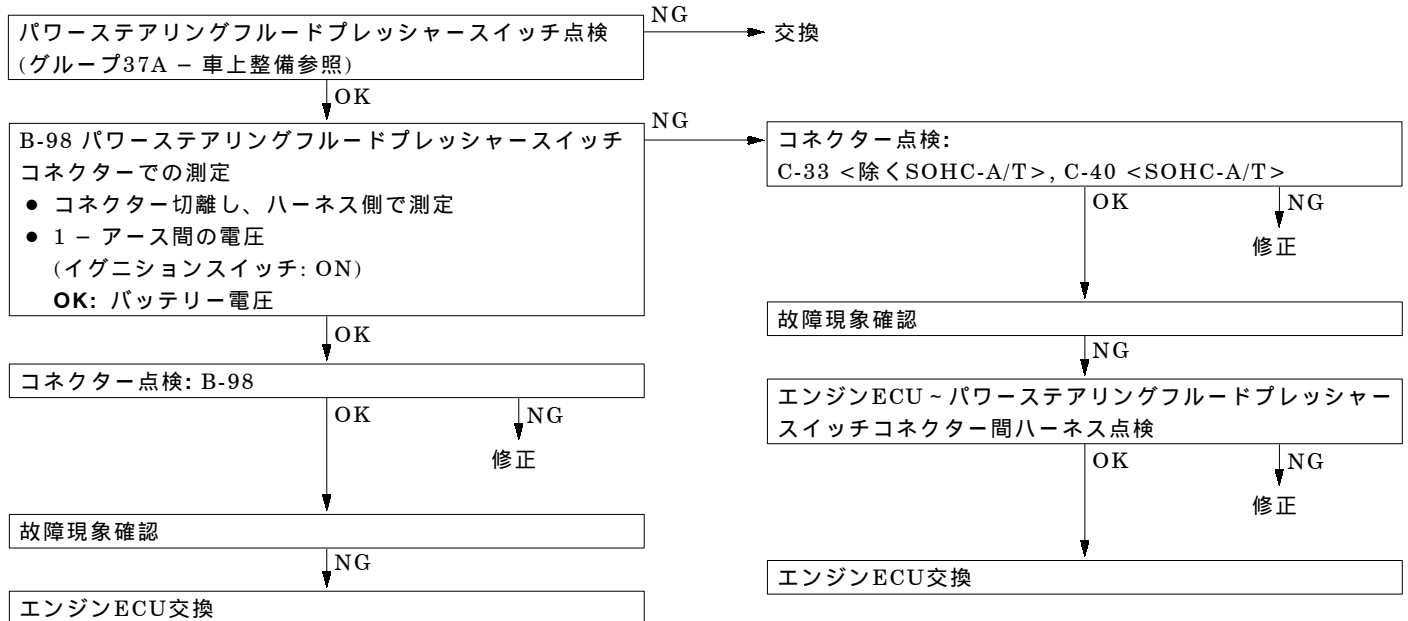 パワーステアリングフルードプレッシャースイッチ点検
(グループ37A – 車上整備参照)
NG
交換
OK
B-98 パワーステアリングフルードプレッシャースイッチ
コネクターでの測定
● コネクター切離し、ハーネス側で測定
● 1 – アース間の電圧
(イグニションスイッチ: ON)
OK: バッテリー電圧
NG
OK
コネクター点検: B-98
OK
NG
修正
故障現象確認
NG
エンジンECU交換
コネクター点検:
C-33 <除くSOHC-A/T>, C-40 <SOHC-A/T>
OK
NG
修正
故障現象確認
NG
エンジンECU ~ パワーステアリングフルードプレッシャー
スイッチコネクター間ハーネス点検
OK
NG
修正
エンジンECU交換